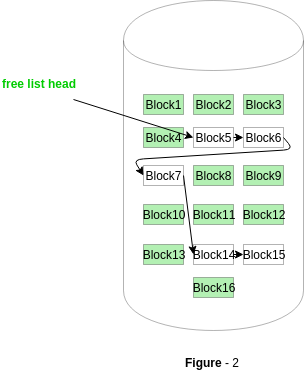 free list head
Block1 Block2 Block3
Block4 Block5 Block6
Block7 Block8 Block9
Block10 Block11 Block12
Block13 Block14 Block15
Block16
Figure - 2